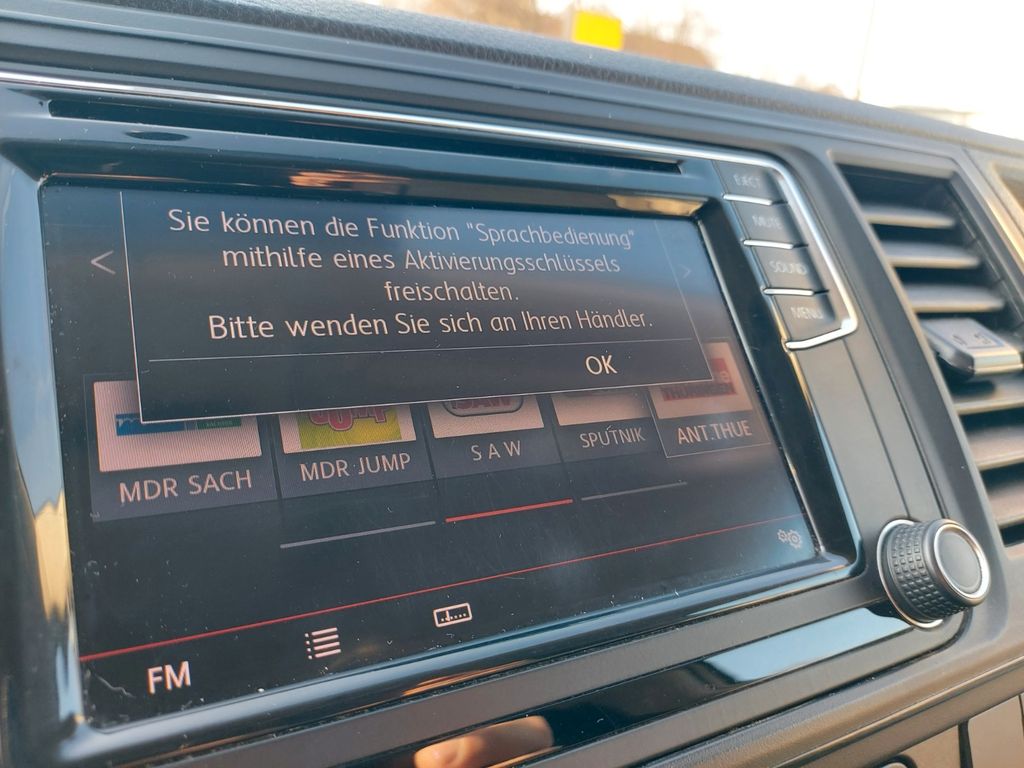 Sie können die Funktion "Sprachbedienung"
mithilfe eines Aktivierungsschlüssels
freischalten.
Bitte wenden Sie sich an Ihren Händler.
OK
EJECT
MUTE
SOUND
MENU
MDR SACH
MDR JUMP
S A W
SPUTNIK
ANT.THUE
FM